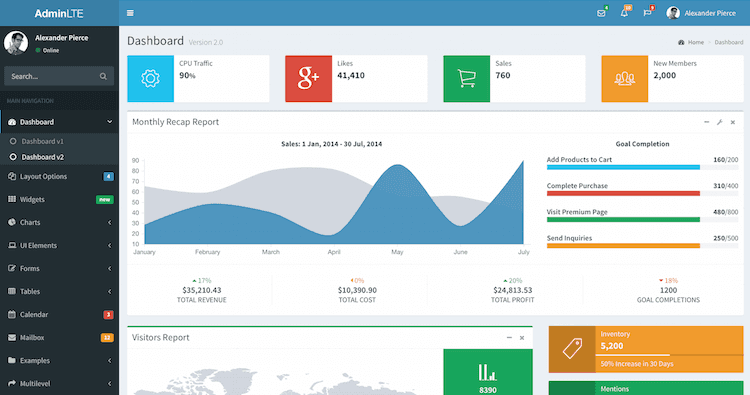 AdminLTE
4
10
9
Alexander Pierce
Alexander Pierce
Online
Search...
MAIN NAVIGATION
Dashboard
Dashboard v1
Dashboard v2
Layout Options 4
Widgets new
Charts
UI Elements
Forms
Tables
Calendar 3
Mailbox 12
Examples
Multilevel
Dashboard Version 2.0
Home > Dashboard
CPU Traffic
90%
Likes
41,410
Sales
760
New Members
2,000
Monthly Recap Report
Sales: 1 Jan, 2014 - 30 Jul, 2014
90
80
70
60
50
40
30
20
10
January February March April May June July
Goal Completion
Add Products to Cart 160/200
Complete Purchase 310/400
Visit Premium Page 480/800
Send Inquiries 250/500
17%
$35,210.43
TOTAL REVENUE
0%
$10,390.90
TOTAL COST
20%
$24,813.53
TOTAL PROFIT
18%
1200
GOAL COMPLETIONS
Visitors Report
8390
Inventory
5,200
50% Increase in 30 Days
Mentions